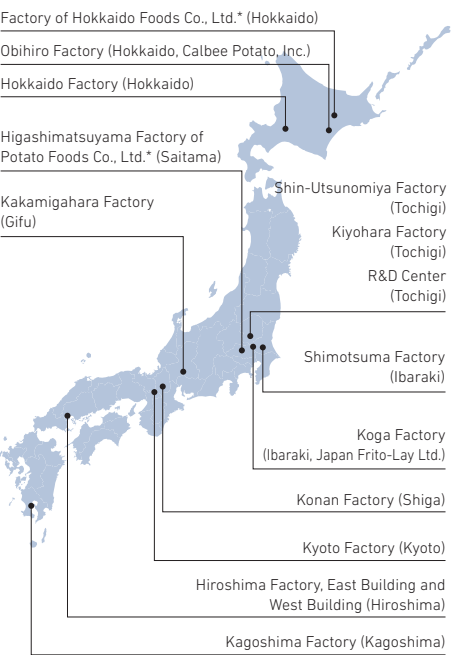 Factory of Hokkaido Foods Co., Ltd.* (Hokkaido)
Obihiro Factory (Hokkaido, Calbee Potato, Inc.)
Hokkaido Factory (Hokkaido)
Higashimatsuyama Factory of
Potato Foods Co., Ltd.* (Saitama)
Kakamigahara Factory
(Gifu)
Shin-Utsunomiya Factory
(Tochigi)
Kiyohara Factory
(Tochigi)
R&D Center
(Tochigi)
Shimotsuma Factory
(Ibaraki)
Koga Factory
(Ibaraki, Japan Frito-Lay Ltd.)
Konan Factory (Shiga)
Kyoto Factory (Kyoto)
Hiroshima Factory, East Building and
West Building (Hiroshima)
Kagoshima Factory (Kagoshima)